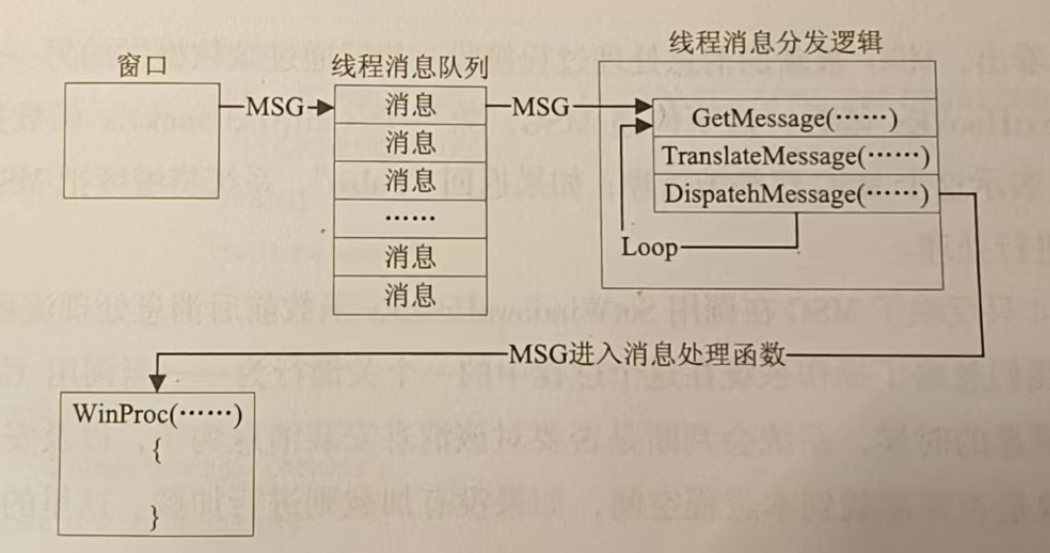 窗口
线程消息队列
线程消息分发逻辑
MSG
消息
消息
消息
……
消息
消息
MSG
GetMessage(……)
TranslateMessage(……)
DispatehMessage(……)
Loop
MSG进入消息处理函数
WinProc(……)
{
}